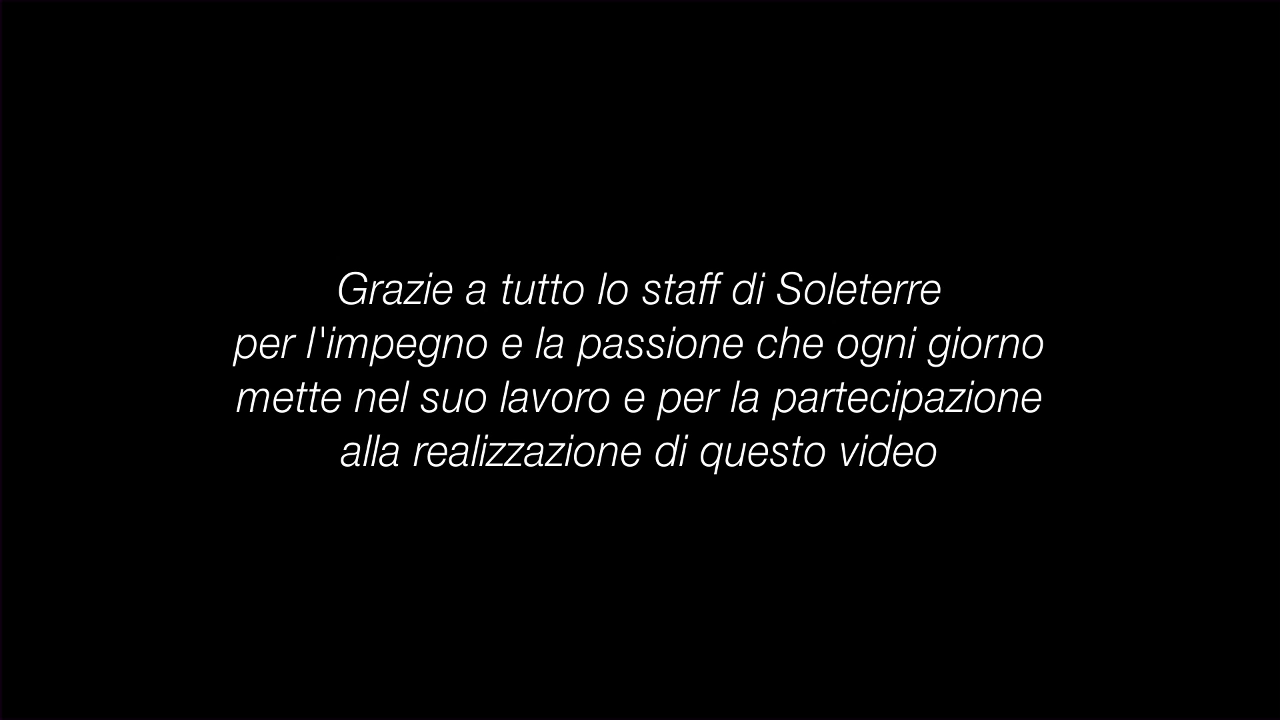 Grazie a tutto lo staff di Soleterre
per l'impegno e la passione che ogni giorno
mette nel suo lavoro e per la partecipazione
alla realizzazione di questo video